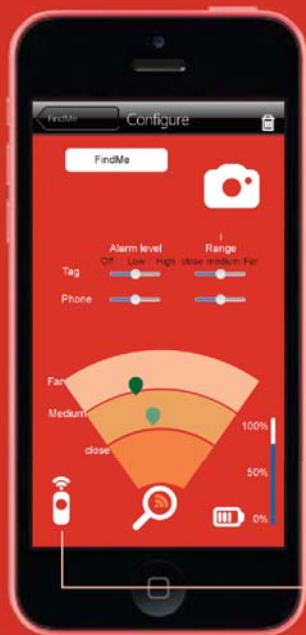 FindMe
Configure
FindMe
Alarm level
Range
Off Low High
close medium Far
Tag
Phone
Far
Medium
close
100%
50%
0%